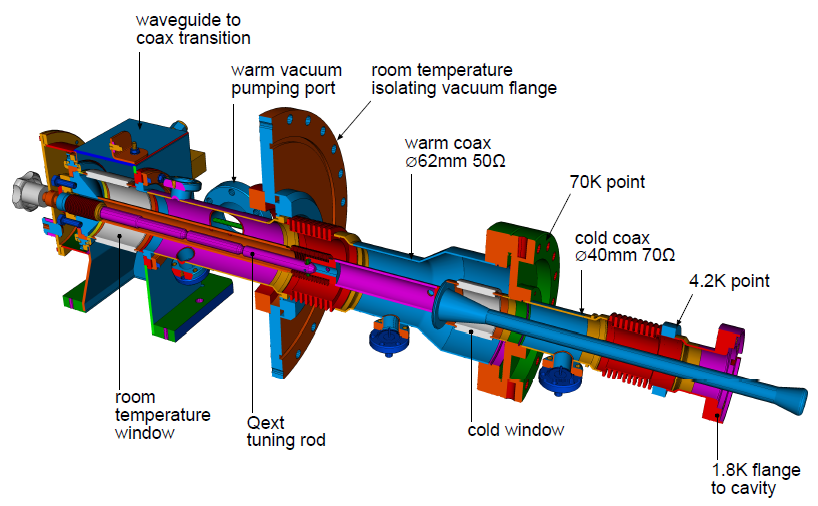 waveguide to
coax transition
warm vacuum
pumping port
room temperature
isolating vacuum flange
warm coax
⌀62mm 50Ω
70K point
cold coax
⌀40mm 70Ω
4.2K point
room
temperature
window
Qext
tuning rod
cold window
1.8K flange
to cavity